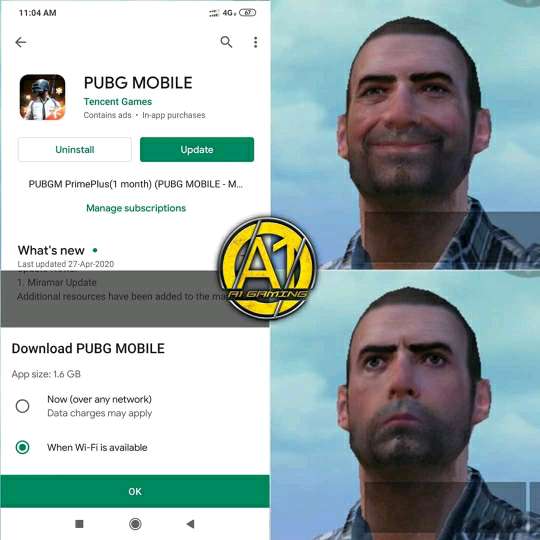 11:04 AM
4G
67
PUBG MOBILE
Tencent Games
Contains ads • In-app purchases
Uninstall
Update
PUBGM PrimePlus(1 month) (PUBG MOBILE - M...
Manage subscriptions
What's new •
Last updated 27-Apr-2020
1. Miramar Update
Additional resources have been added to the ma
A1
A1 GAMING
Download PUBG MOBILE
App size: 1.6 GB
Now (over any network)
Data charges may apply
When Wi-Fi is available
OK